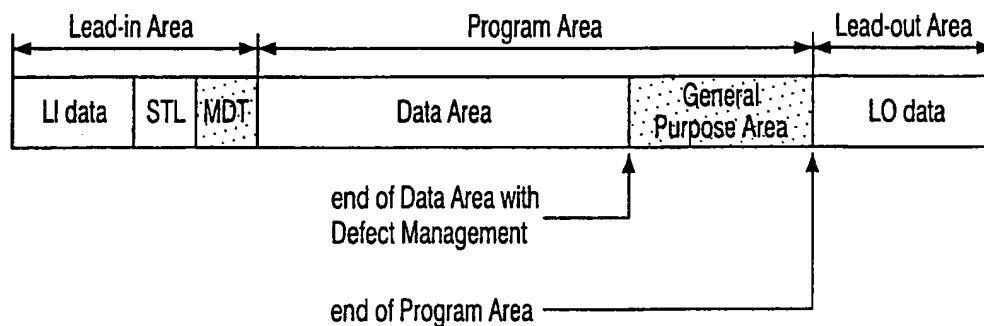 Lead-in Area
Program Area
Lead-out Area
LI data
STL
MDT
Data Area
General
Purpose Area
LO data
end of Data Area with
Defect Management
end of Program Area